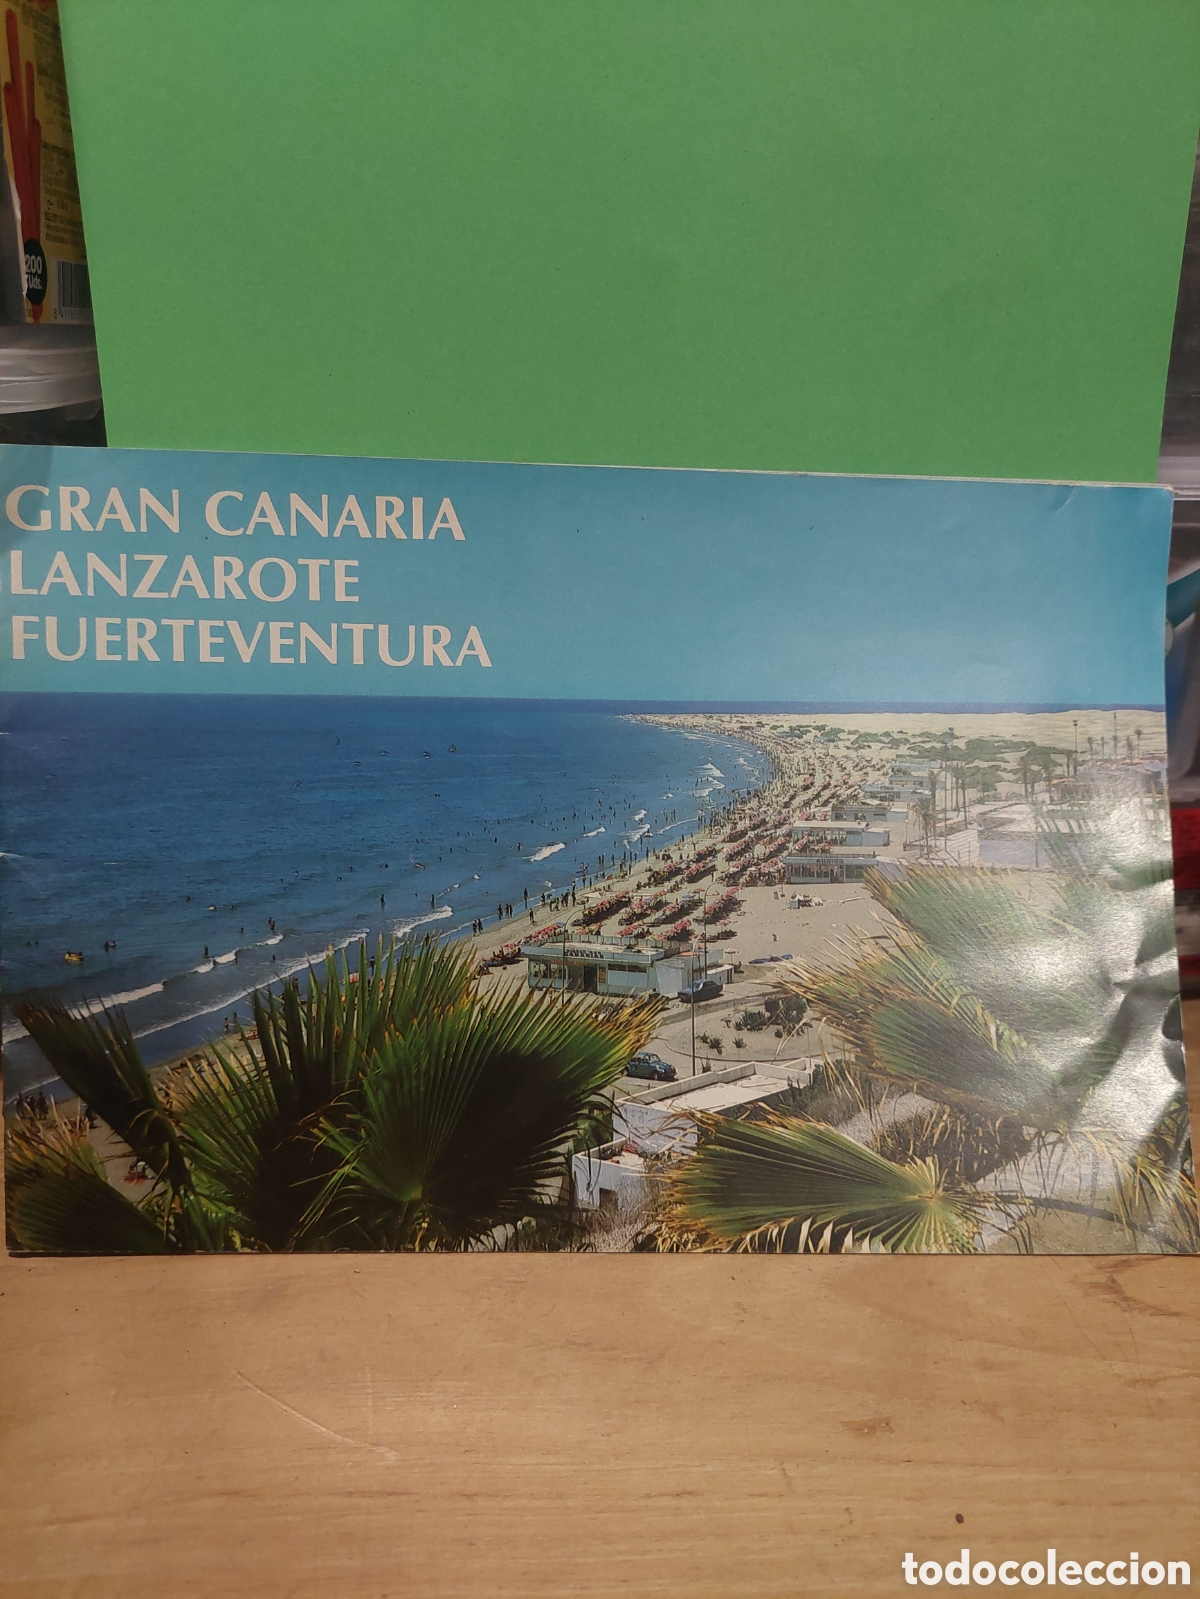 200
Uds.
GRAN CANARIA
LANZAROTE
FUERTEVENTURA
todocoleccion